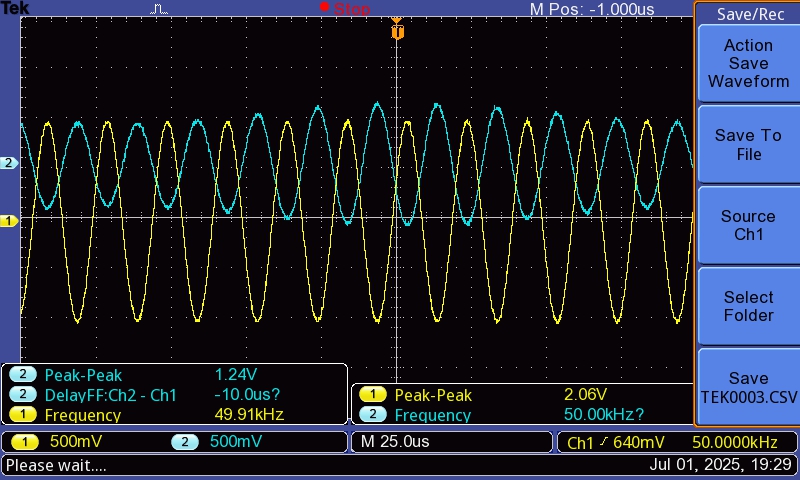 Tek Stop M Pos: -1.000us Save/Rec
Action
Save
Waveform
Save To
File
Source
Ch1
Select
Folder
Save
TEK0003.CSV
T
2
1
2 Peak-Peak 1.24V
2 DelayFF:Ch2 - Ch1 -10.0us?
1 Frequency 49.91kHz
1 Peak-Peak 2.06V
2 Frequency 50.00kHz?
1 500mV 2 500mV M 25.0us Ch1 / 640mV 50.0000kHz
Please wait.... Jul 01, 2025, 19:29